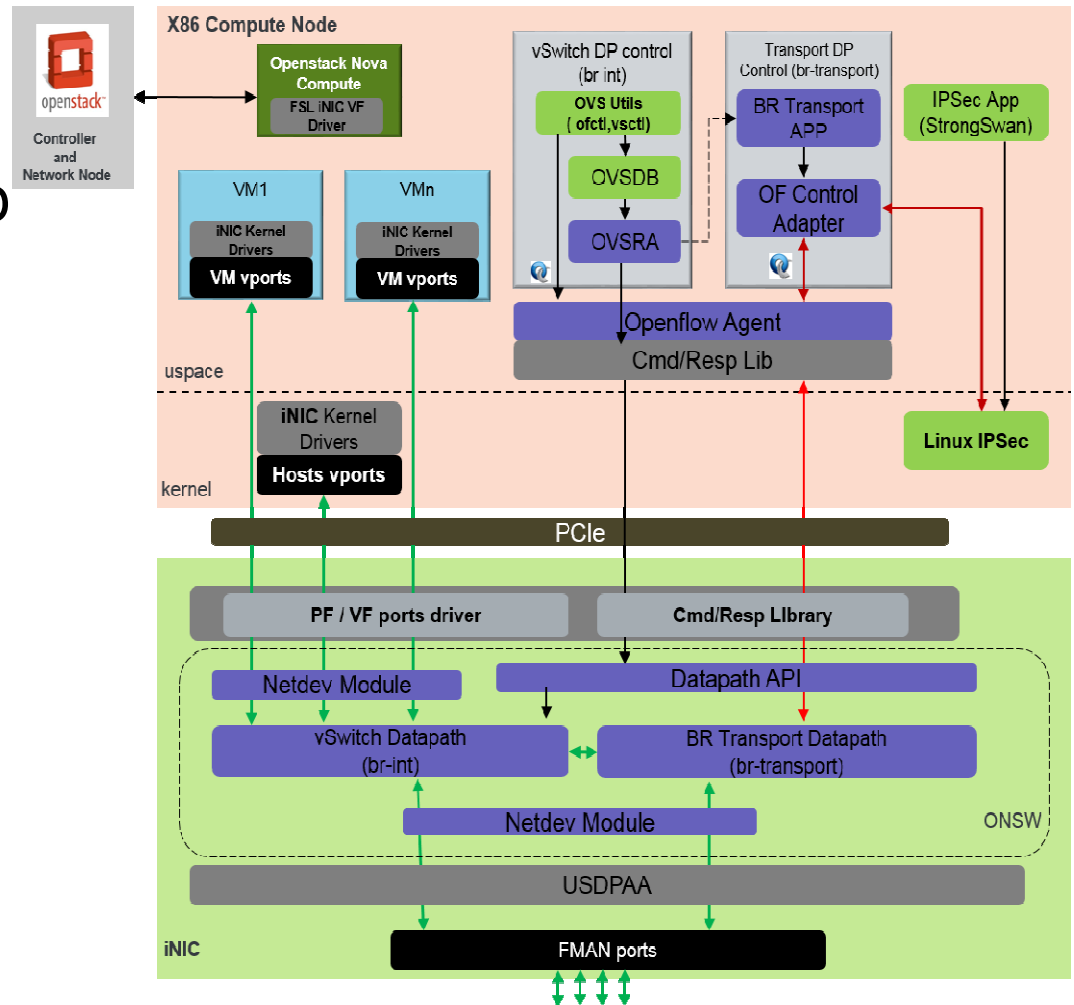 openstack™
Controller
and
Network Node
X86 Compute Node
Openstack Nova
Compute
FSL iNIC VF
Driver
VM1
iNIC Kernel
Drivers
VM vports
VMn
iNIC Kernel
Drivers
VM vports
vSwitch DP control
(br int)
OVS Utils
( ofctl,vsctl)
OVSDB
OVSRA
Transport DP
Control (br-transport)
BR Transport
APP
OF Control
Adapter
IPSec App
(StrongSwan)
Openflow Agent
Cmd/Resp Lib
uspace
iNIC Kernel
Drivers
Hosts vports
Linux IPSec
kernel
PCIe
PF / VF ports driver
Cmd/Resp LIbrary
Netdev Module
Datapath API
vSwitch Datapath
(br-int)
BR Transport Datapath
(br-transport)
Netdev Module
ONSW
USDPAA
iNIC
FMAN ports